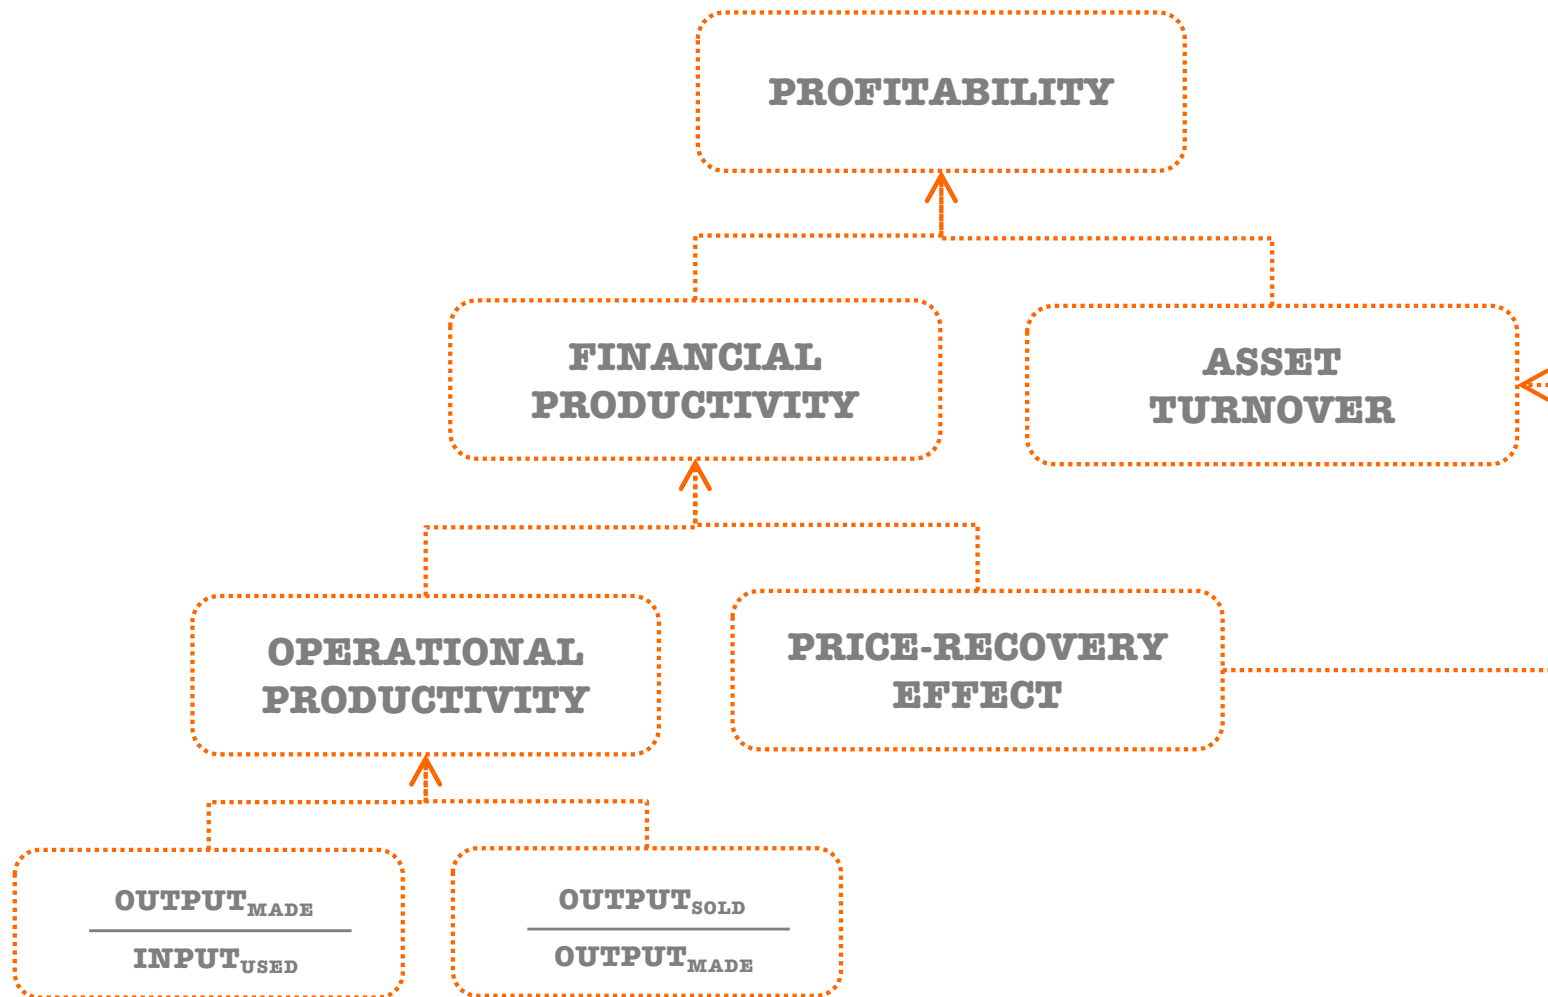 PROFITABILITY
FINANCIAL
PRODUCTIVITY
ASSET
TURNOVER
OPERATIONAL
PRODUCTIVITY
PRICE-RECOVERY
EFFECT
OUTPUTMADE
INPUTUSED
OUTPUTSOLD
OUTPUTMADE